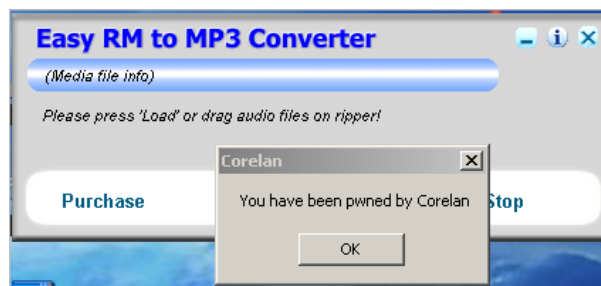 Easy RM to MP3 Converter
(Media file info)
Please press 'Load' or drag audio files on ripper!
Corelan
You have been pwned by Corelan
Purchase
Stop
OK